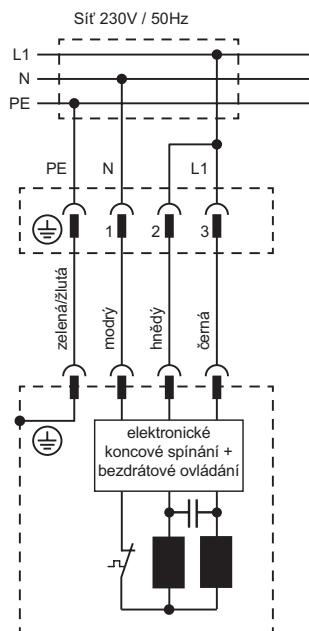 Síť 230V / 50Hz
L1
N
PE
PE N L1
1 2 3
zelená/žlutá
modrý
hnědý
černá
elektronické
koncové spínání +
bezdrátové ovládání